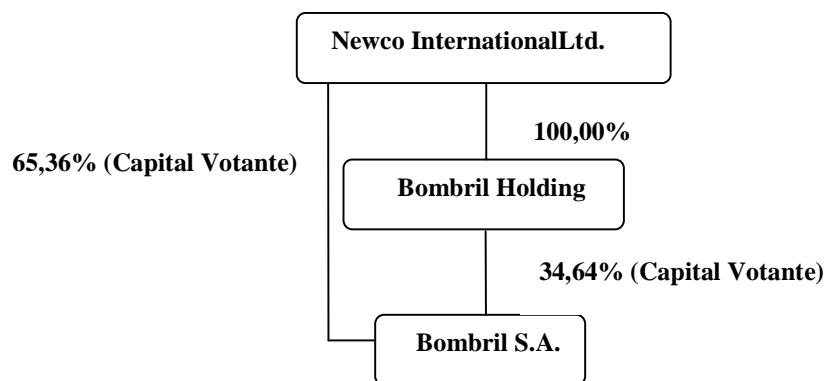 Newco InternationalLtd.
100,00%
65,36% (Capital Votante)
Bombril Holding
34,64% (Capital Votante)
Bombril S.A.